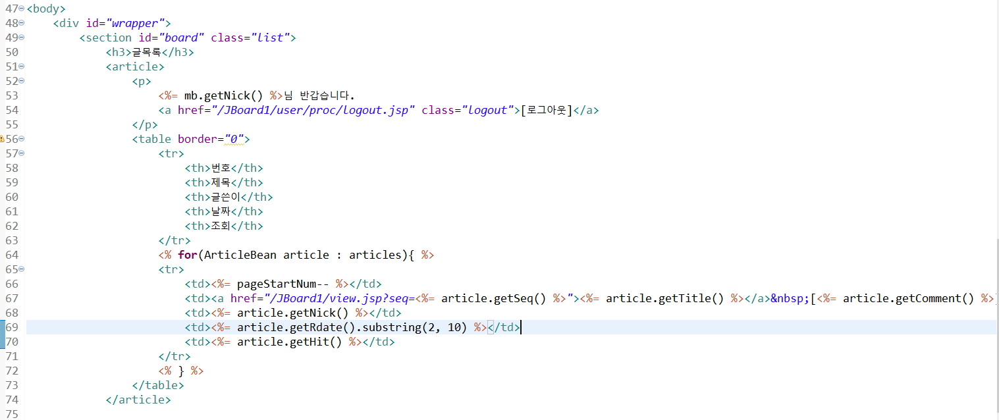 47 <body>
48 <div id="wrapper">
49 <section id="board" class="list">
50 <h3>글목록</h3>
51 <article>
52 <p>
53 <%= mb.getNick() %>님 반갑습니다.
54 <a href="/JBoard1/user/proc/logout.jsp" class="logout">[로그아웃]</a>
55 </p>
56 <table border="0">
57 <tr>
58 <th>번호</th>
59 <th>제목</th>
60 <th>글쓴이</th>
61 <th>날짜</th>
62 <th>조회</th>
63 </tr>
64 <% for(ArticleBean article : articles){ %>
65 <tr>
66 <td><%= pageStartNum-- %></td>
67 <td><a href="/JBoard1/view.jsp?seq=<%= article.getSeq() %>"><%= article.getTitle() %></a>&nbsp;[<%= article.getComment() %>
68 <td><%= article.getNick() %></td>
69 <td><%= article.getRdate().substring(2, 10) %></td>
70 <td><%= article.getHit() %></td>
71 </tr>
72 <% } %>
73 </table>
74 </article>
75